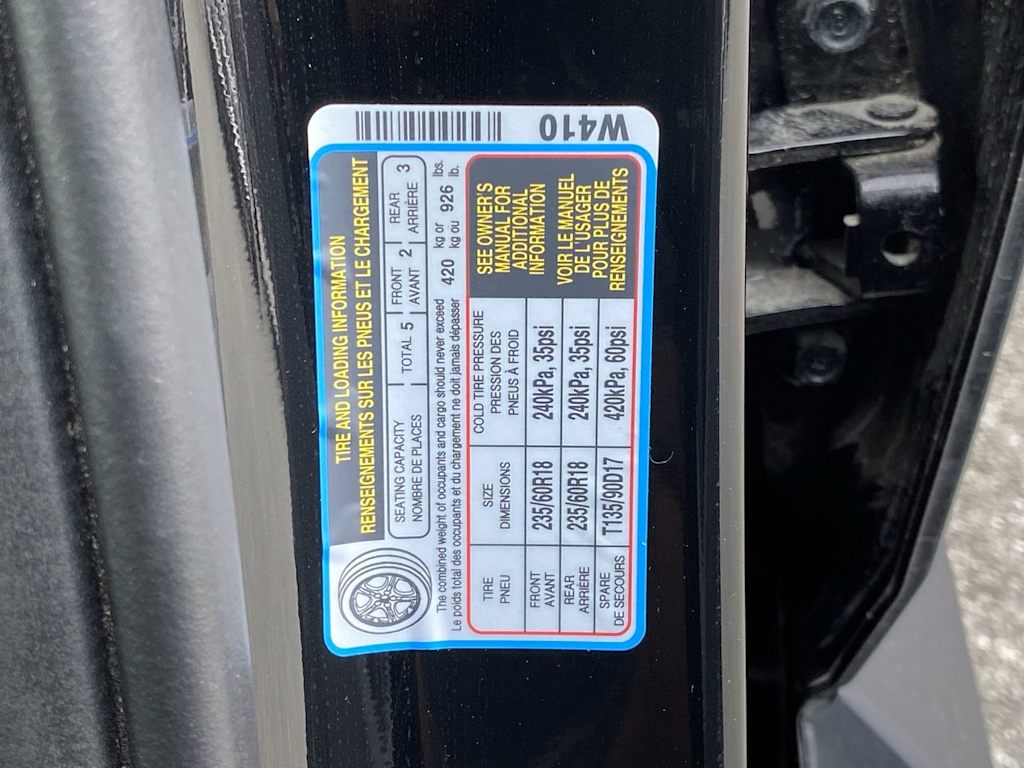 TIRE AND LOADING INFORMATION
RENSEIGNEMENTS SUR LES PNEUS ET LE CHARGEMENT
SEATING CAPACITY
NOMBRE DE PLACES
TOTAL 5
FRONT
AVANT
2
REAR
ARRIÈRE
3
The combined weight of occupants and cargo should never exceed 420 kg or 926 lbs.
Le poids total des occupants et du chargement ne doit jamais dépasser kg ou lb.
TIRE
PNEU
SIZE
DIMENSIONS
COLD TIRE PRESSURE
PRESSION DES
PNEUS À FROID
FRONT
AVANT
235/60R18
240kPa, 35psi
REAR
ARRIÈRE
235/60R18
240kPa, 35psi
SPARE
DE SECOURS
T135/90D17
420kPa, 60psi
SEE OWNER'S
MANUAL FOR
ADDITIONAL
INFORMATION
VOIR LE MANUEL
DE L'USAGER
POUR PLUS DE
RENSEIGNEMENTS
W410